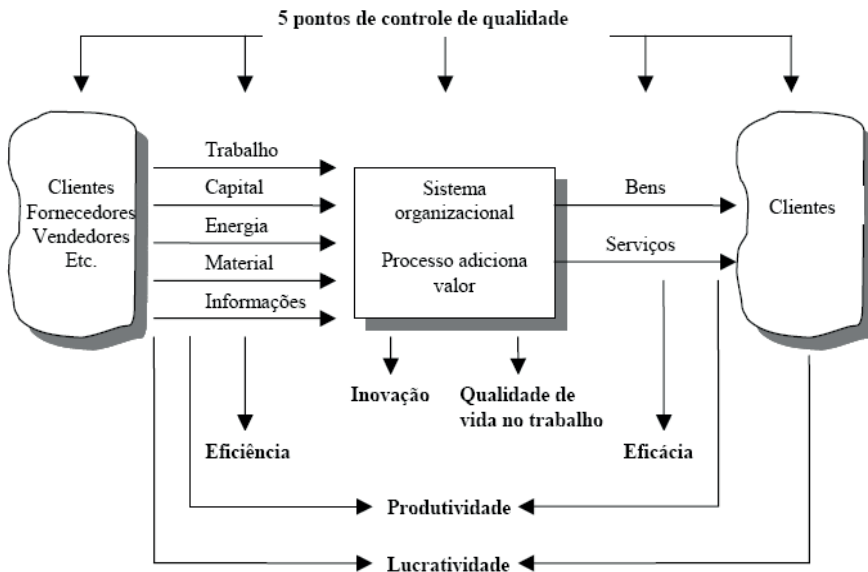 5 pontos de controle de qualidade
Clientes
Fornecedores
Vendedores
Etc.
Trabalho
Capital
Energia
Material
Informações
Sistema
organizacional
Processo adiciona
valor
Bens
Serviços
Clientes
Inovação
Qualidade de
vida no trabalho
Eficiência
Eficácia
Produtividade
Lucratividade